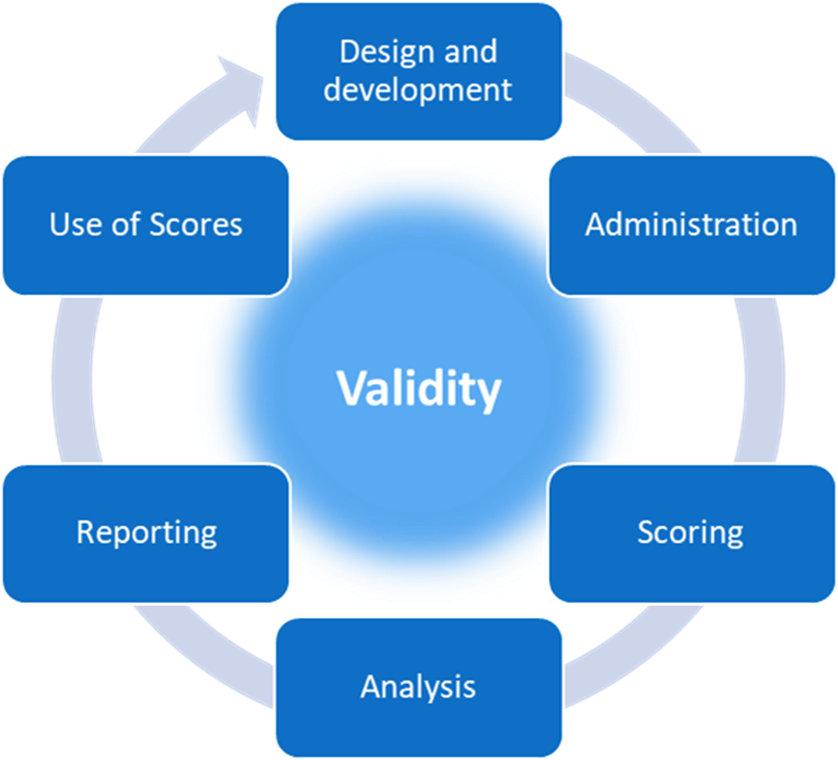 Design and
development
Administration
Scoring
Analysis
Reporting
Use of Scores
Validity